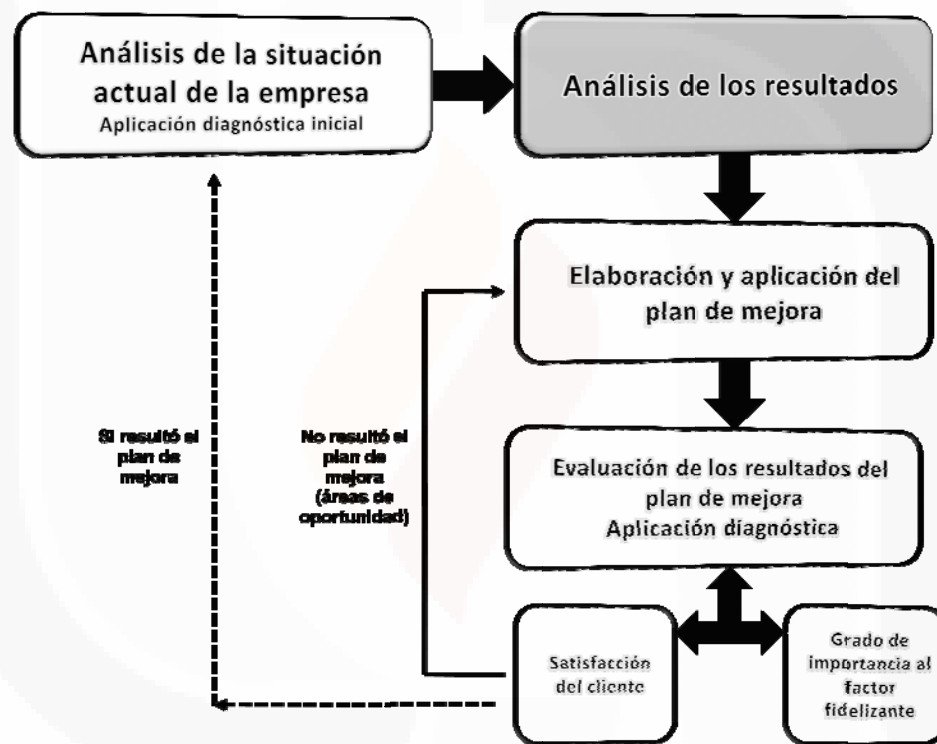 Análisis de la situación
actual de la empresa
Aplicación diagnóstica inicial
Análisis de los resultados
Elaboración y aplicación del
plan de mejora
Si resultó el
plan de
mejora
No resultó el
plan de
mejora
(áreas de
oportunidad)
Evaluación de los resultados del
plan de mejora
Aplicación diagnóstica
Satisfacción
del cliente
Grado de
importancia al
factor
fidelizante